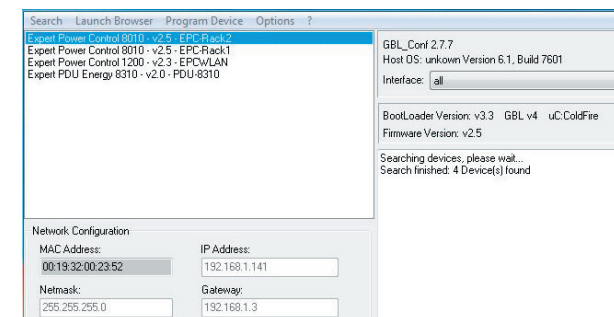 Search Launch Browser Program Device Options ?
Expert Power Control 8010 - v2.5 - EPC-Rack2
Expert Power Control 8010 - v2.5 - EPC-Rack1
Expert Power Control 1200 - v2.3 - EPCWLAN
Expert PDU Energy 8310 - v2.0 - PDU-8310
GBL_Conf 2.7.7
Host OS: unkown Version 6.1, Build 7601
Interface: all
BootLoader Version: v3.3 GBL v4 uC:ColdFire
Firmware Version: v2.5
Searching devices, please wait...
Search finished: 4 Device(s) found
Network Configuration
MAC Address: IP Address:
00:19:32:00:23:52 192.168.1.141
Netmask: Gateway:
255.255.255.0 192.168.1.3